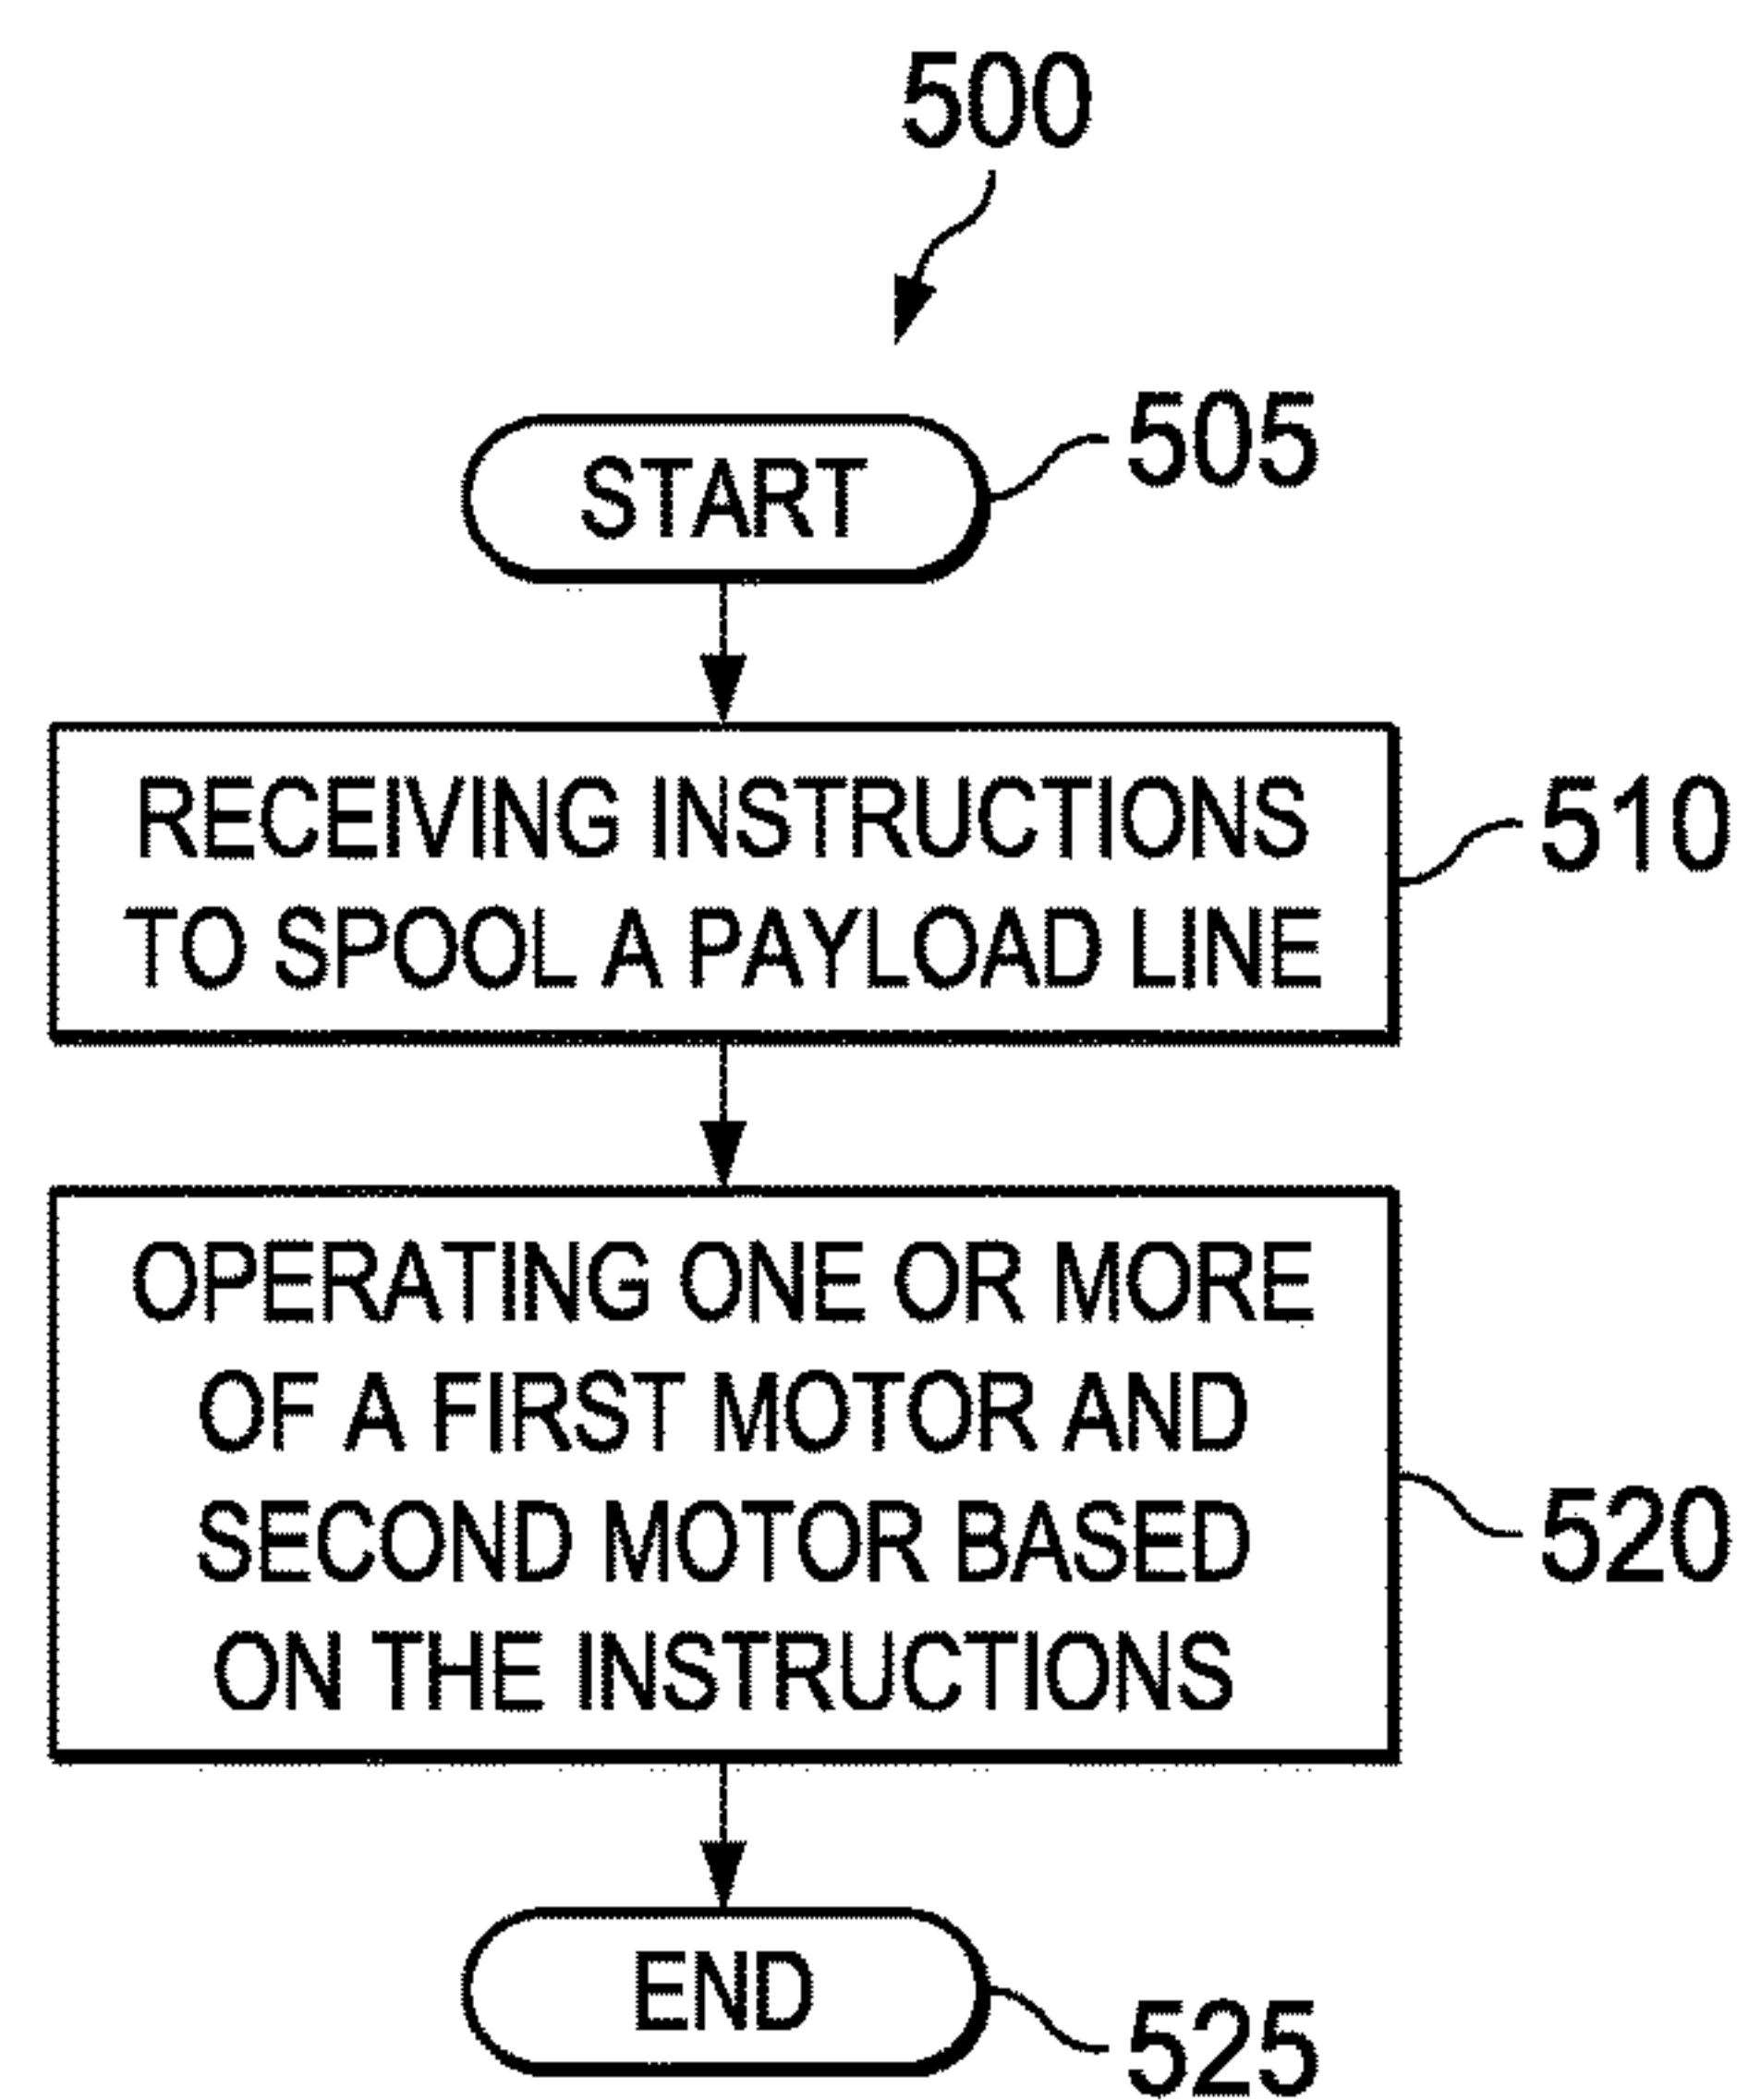 500
START
505
RECEIVING INSTRUCTIONS
TO SPOOL A PAYLOAD LINE
510
OPERATING ONE OR MORE
OF A FIRST MOTOR AND
SECOND MOTOR BASED
ON THE INSTRUCTIONS
520
END
525